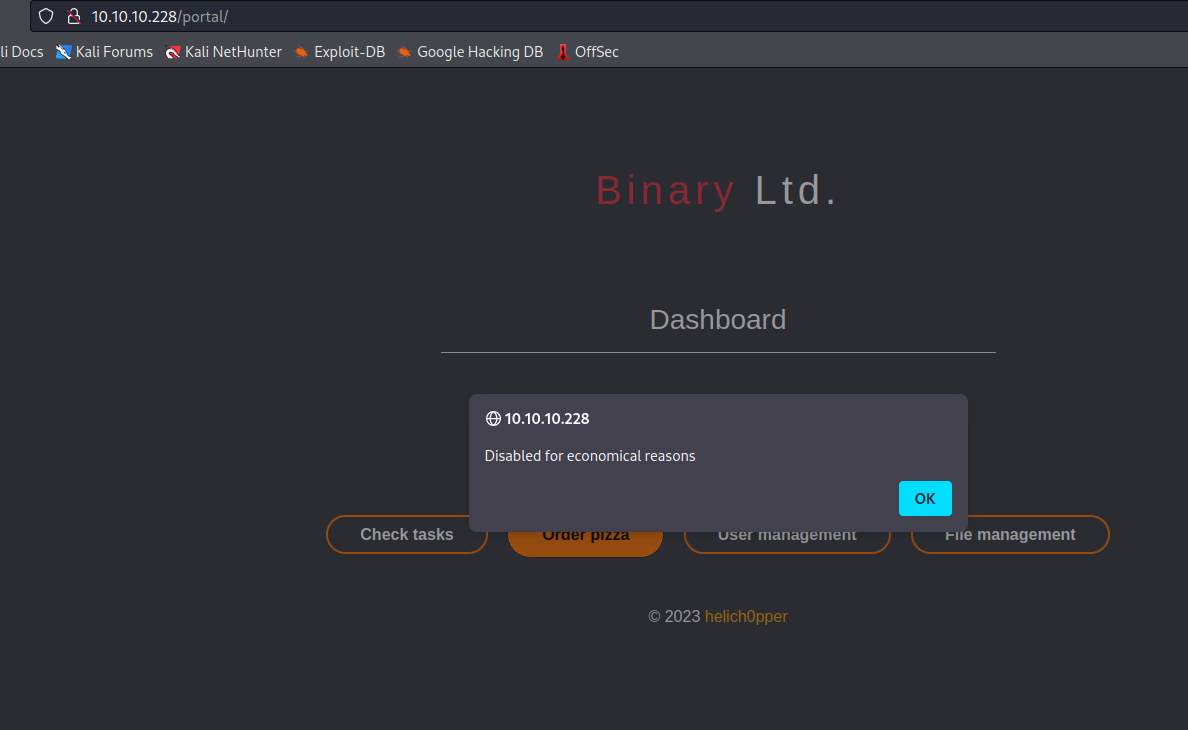 10.10.10.228/portal/
li Docs Kali Forums Kali NetHunter Exploit-DB Google Hacking DB OffSec
Binary Ltd.
Dashboard
10.10.10.228
Disabled for economical reasons
OK
Check tasks Order pizza User management File management
© 2023 helich0pper